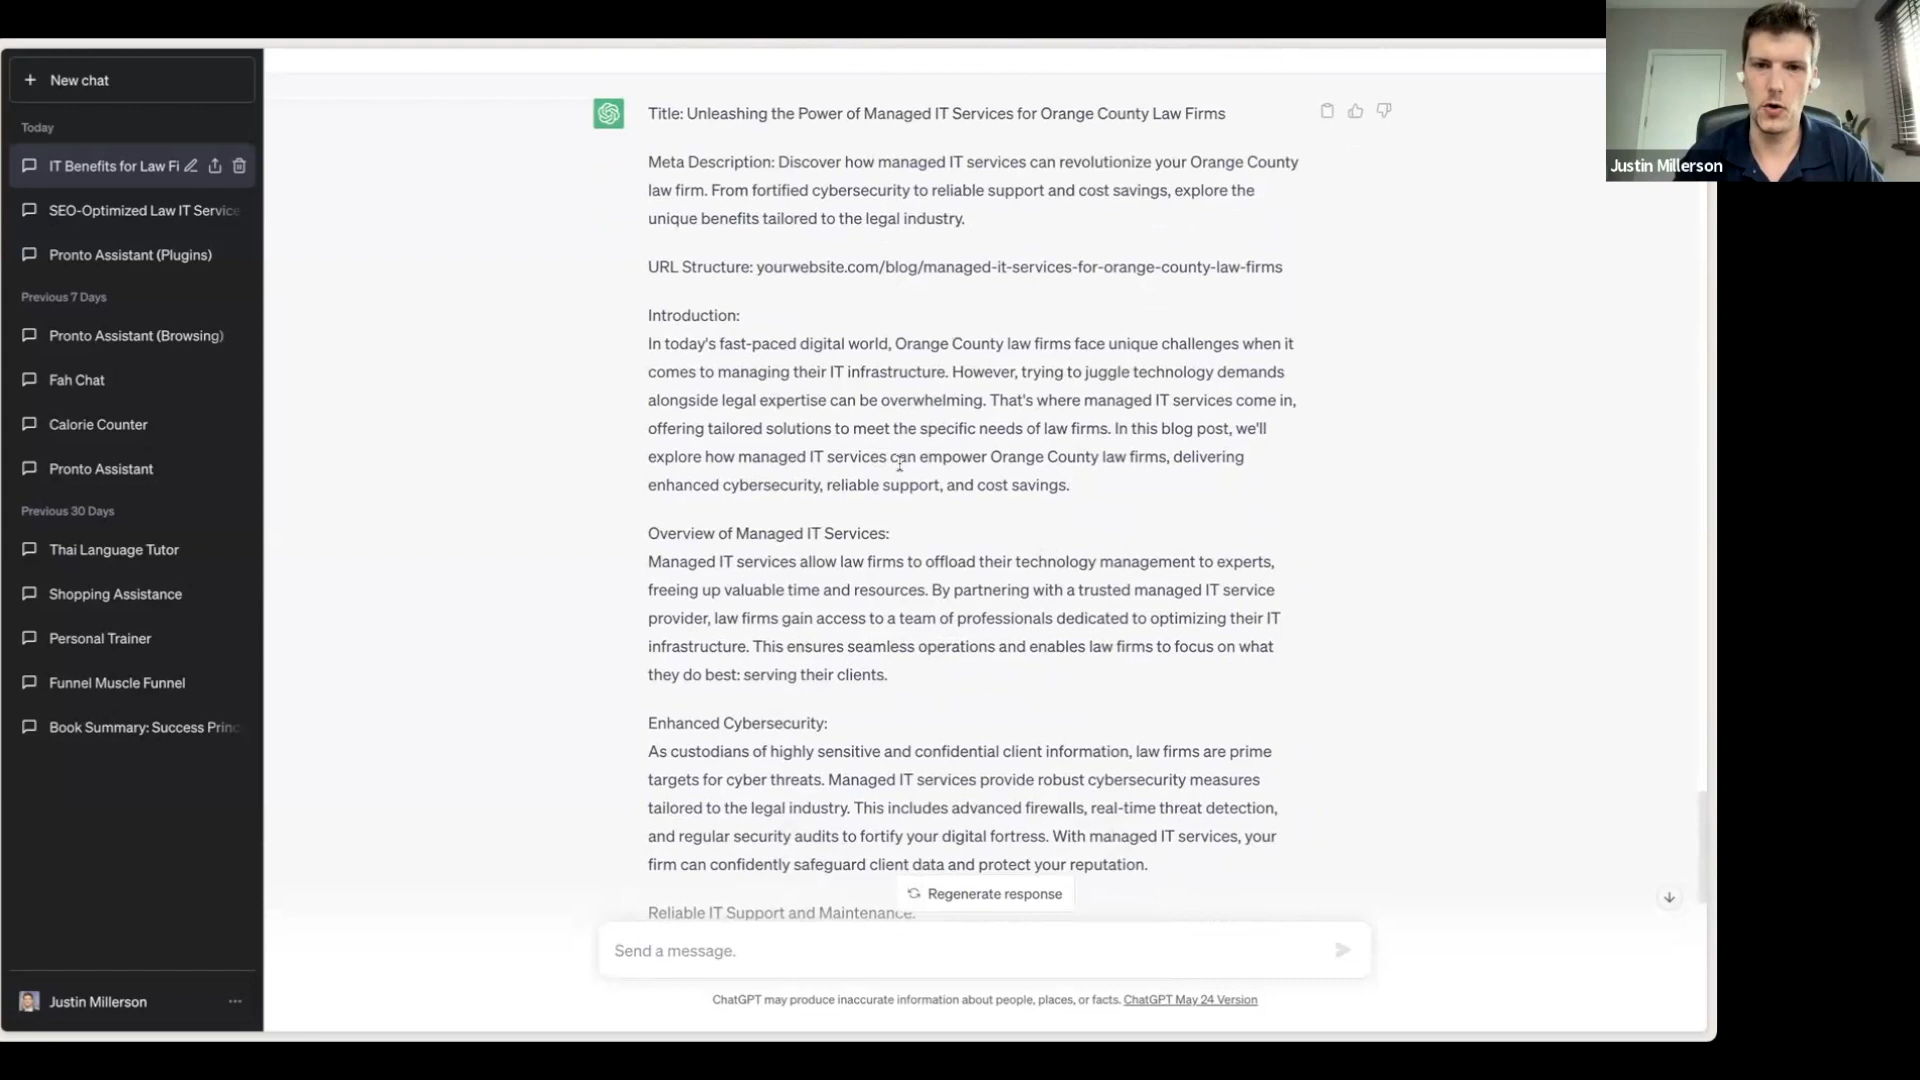 New chat
Today
IT Benefits for Law Fi
SEO-Optimized Law IT Service
Pronto Assistant (Plugins)
Previous 7 Days
Pronto Assistant (Browsing)
Fah Chat
Calorie Counter
Pronto Assistant
Previous 30 Days
Thai Language Tutor
Shopping Assistance
Personal Trainer
Funnel Muscle Funnel
Book Summary: Success Princ
Justin Millerson
Title: Unleashing the Power of Managed IT Services for Orange County Law Firms
Meta Description: Discover how managed IT services can revolutionize your Orange County
law firm. From fortified cybersecurity to reliable support and cost savings, explore the
unique benefits tailored to the legal industry.
URL Structure: yourwebsite.com/blog/managed-it-services-for-orange-county-law-firms
Introduction:
In today's fast-paced digital world, Orange County law firms face unique challenges when it
comes to managing their IT infrastructure. However, trying to juggle technology demands
alongside legal expertise can be overwhelming. That's where managed IT services come in,
offering tailored solutions to meet the specific needs of law firms. In this blog post, we'll
explore how managed IT services can empower Orange County law firms, delivering
enhanced cybersecurity, reliable support, and cost savings.
Overview of Managed IT Services:
Managed IT services allow law firms to offload their technology management to experts,
freeing up valuable time and resources. By partnering with a trusted managed IT service
provider, law firms gain access to a team of professionals dedicated to optimizing their IT
infrastructure. This ensures seamless operations and enables law firms to focus on what
they do best: serving their clients.
Enhanced Cybersecurity:
As custodians of highly sensitive and confidential client information, law firms are prime
targets for cyber threats. Managed IT services provide robust cybersecurity measures
tailored to the legal industry. This includes advanced firewalls, real-time threat detection,
and regular security audits to fortify your digital fortress. With managed IT services, your
firm can confidently safeguard client data and protect your reputation.
Regenerate response
Reliable IT Support and Maintenance:
Send a message.
ChatGPT may produce inaccurate information about people, places, or facts. ChatGPT May 24 Version
Justin Millerson